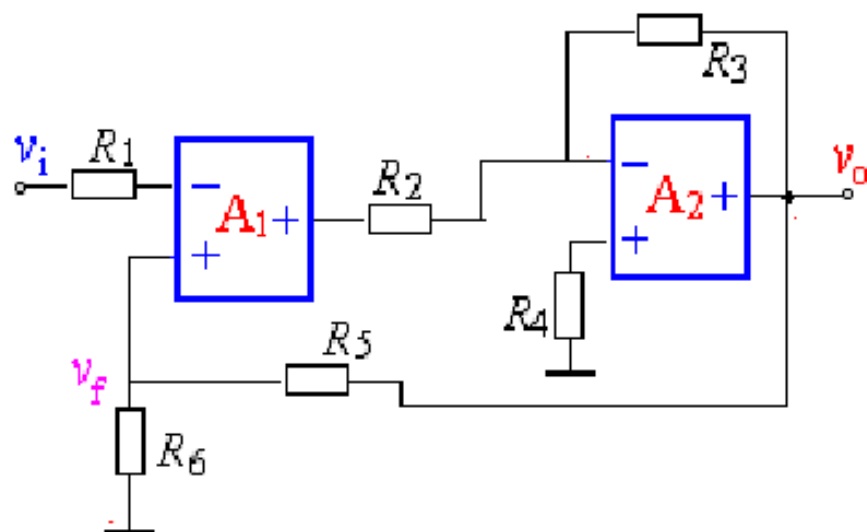 R3
vi
R1
−
A1
+
+
R2
−
A2
+
+
vo
R4
R5
vf
R6